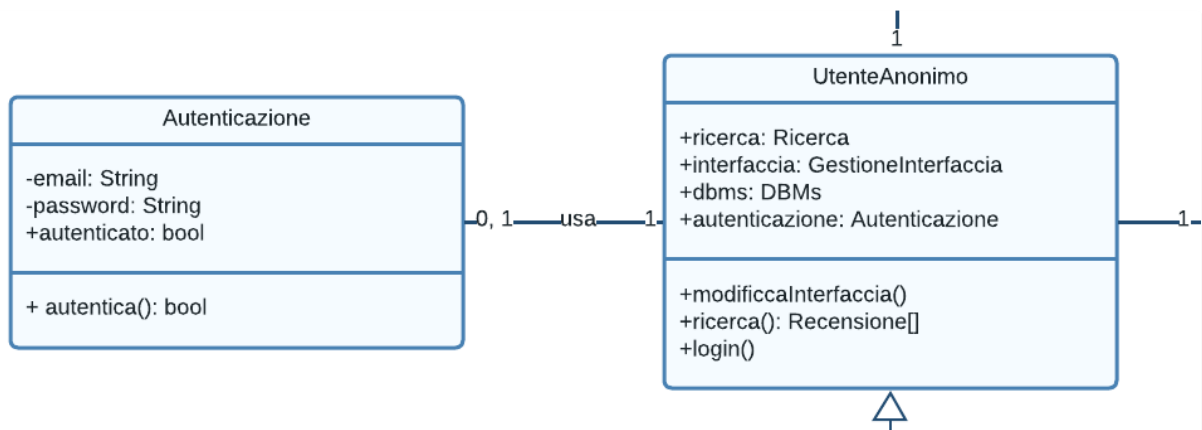 1
UtenteAnonimo
Autenticazione
+ricerca: Ricerca
+interfaccia: GestioneInterfaccia
+dbms: DBMs
+autenticazione: Autenticazione
-email: String
-password: String
+autenticato: bool
0, 1
usa
1
1
+ autentica(): bool
+modificcaInterfaccia()
+ricerca(): Recensione[]
+login()